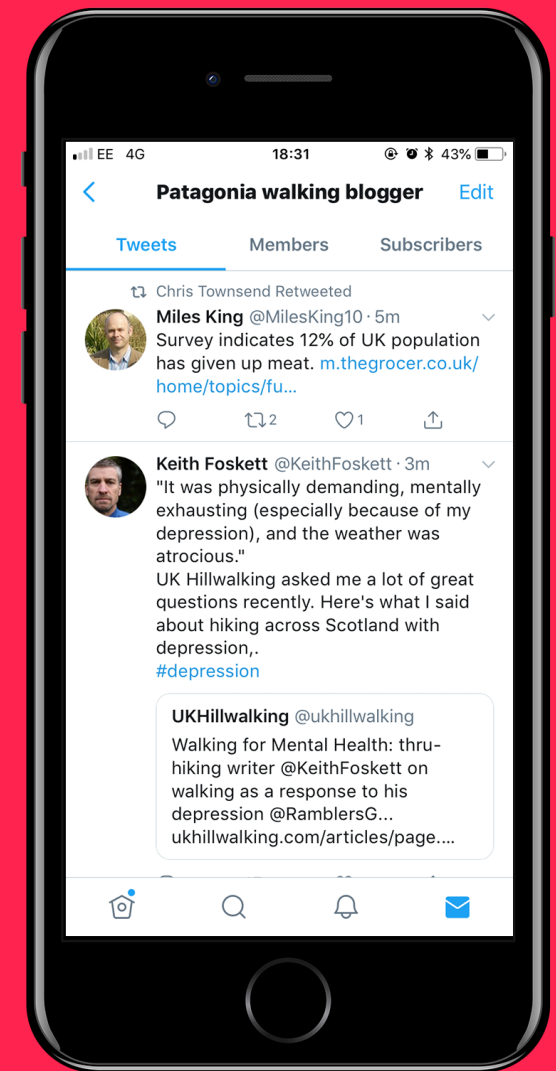 EE 4G 18:31 43%
Patagonia walking blogger Edit
Tweets Members Subscribers
Chris Townsend Retweeted
Miles King @MilesKing10 · 5m
Survey indicates 12% of UK population
has given up meat. m.thegrocer.co.uk/
home/topics/fu...
2 1
Keith Foskett @KeithFoskett · 3m
"It was physically demanding, mentally
exhausting (especially because of my
depression), and the weather was
atrocious."
UK Hillwalking asked me a lot of great
questions recently. Here's what I said
about hiking across Scotland with
depression,.
#depression
UKHillwalking @ukhillwalking
Walking for Mental Health: thru-
hiking writer @KeithFoskett on
walking as a response to his
depression @RamblersG...
ukhillwalking.com/articles/page....